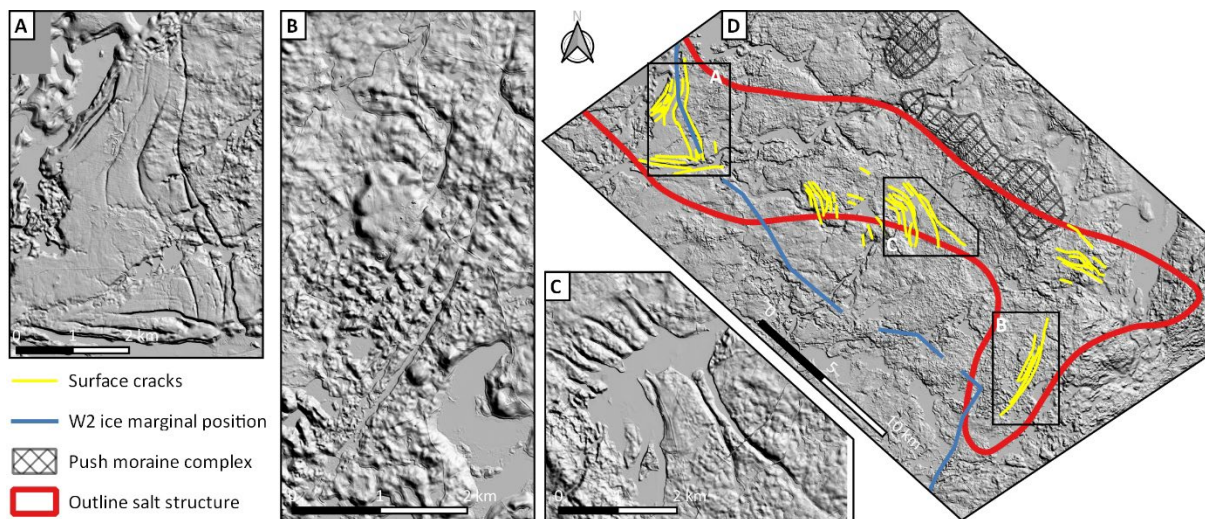 A
0 1 2 km
B
0 1 2 km
C
0 1 2 km
N
D
A
C
B
0 5 10 km
Surface cracks
W2 ice marginal position
Push moraine complex
Outline salt structure